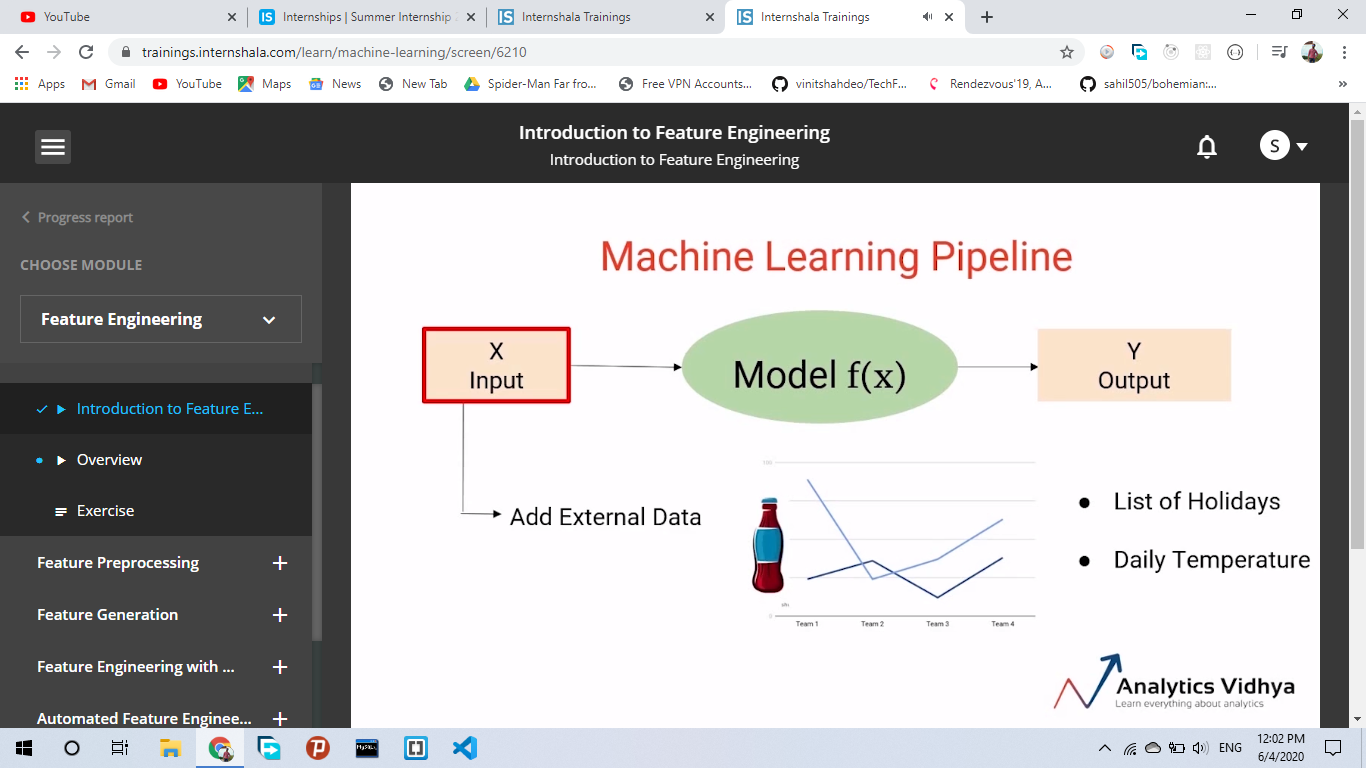 YouTube
Internships | Summer Internship
Internshala Trainings
Internshala Trainings
trainings.internshala.com/learn/machine-learning/screen/6210
Apps
Gmail
YouTube
Maps
News
New Tab
Spider-Man Far fro...
Free VPN Accounts...
vinitshahdeo/TechF...
Rendezvous'19, A...
sahil505/bohemian:...
Introduction to Feature Engineering
Introduction to Feature Engineering
S
Progress report
CHOOSE MODULE
Feature Engineering
Introduction to Feature E...
Overview
Exercise
Feature Preprocessing
Feature Generation
Feature Engineering with ...
Automated Feature Enginee...
Machine Learning Pipeline
X
Input
Model f(x)
Y
Output
Add External Data
100
0
Team 1
Team 2
Team 3
Team 4
● List of Holidays
● Daily Temperature
Analytics Vidhya
Learn everything about analytics
MySQL
ENG
12:02 PM
6/4/2020